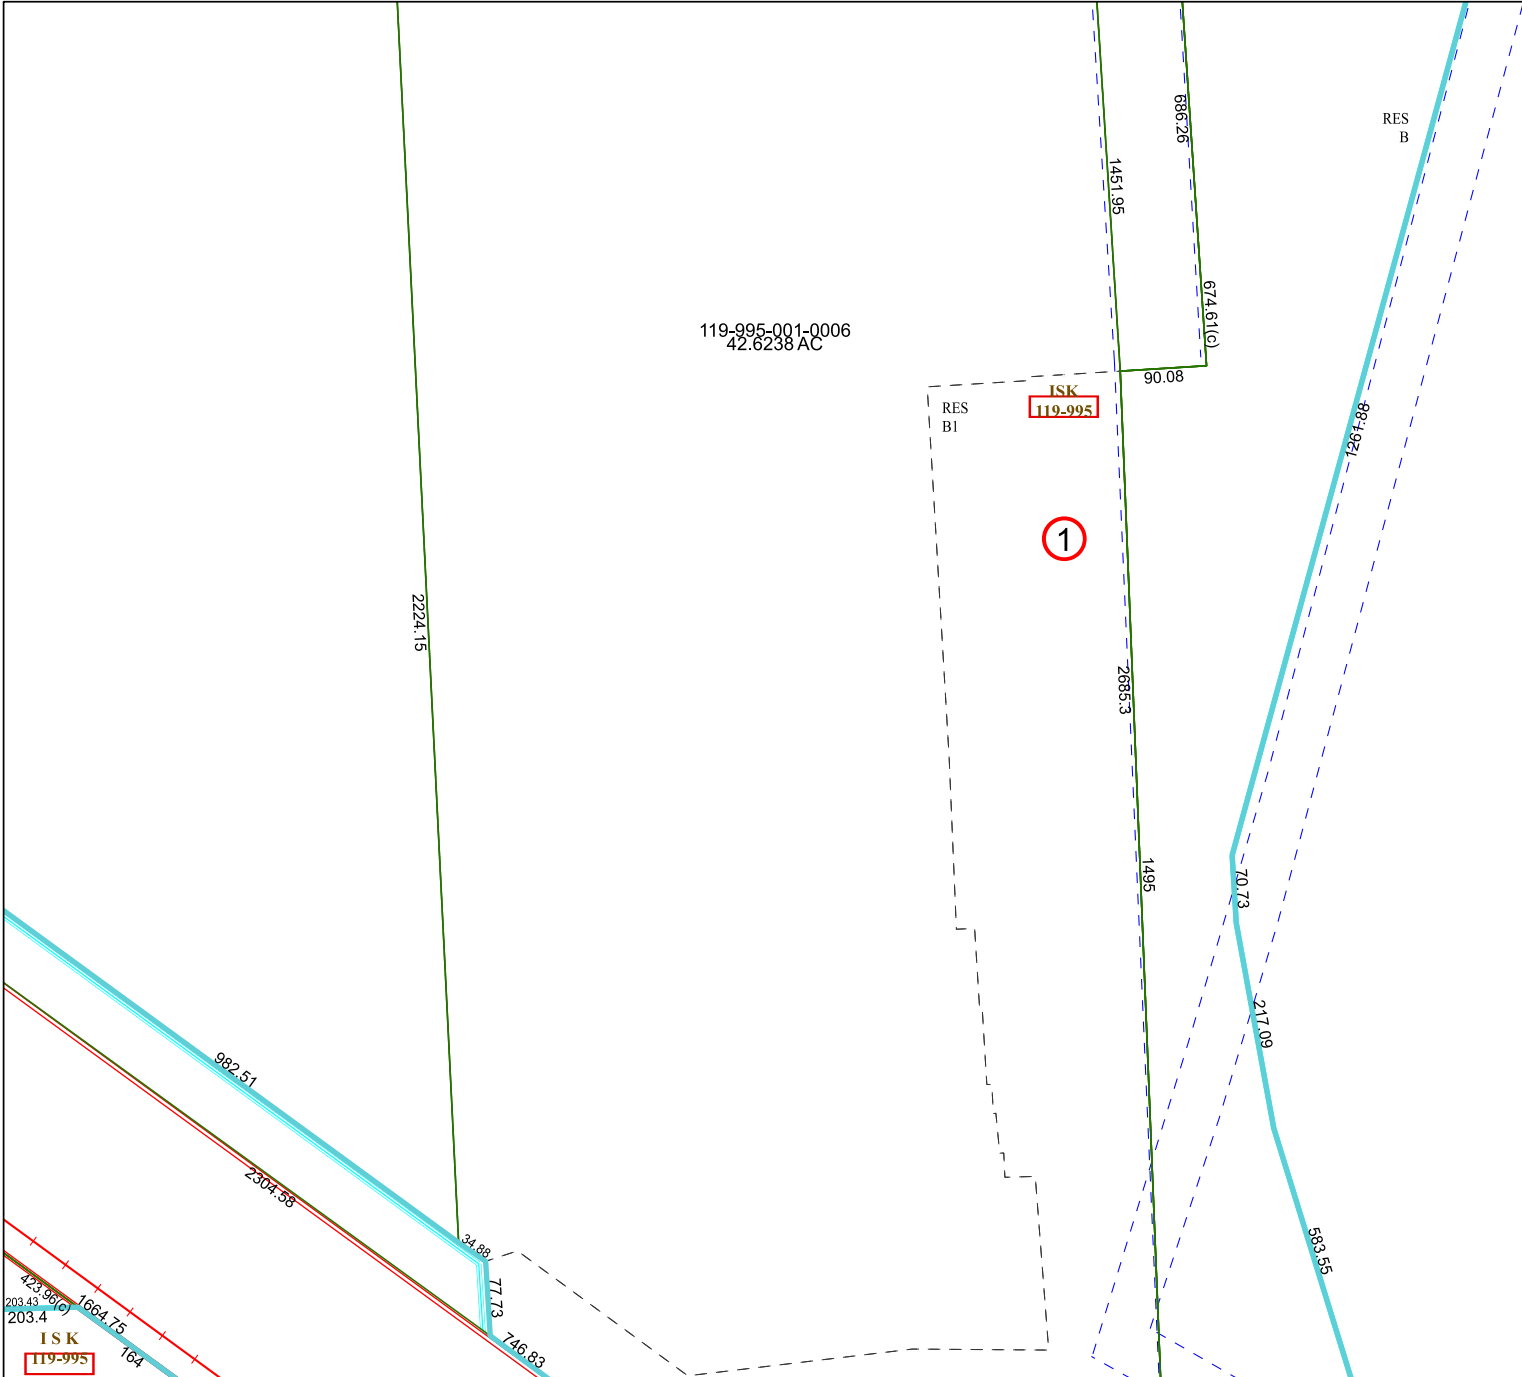 686.26
RES
B
1451.95
674.61(c)
119-995-001-0006
42.6238 AC
90.08
ISK
119-995
RES
B1
1261.88
1
2224.15
2685.3
1495
70.73
217.09
982.51
2304.58
34.88
583.55
77.73
423.96(c)
203.43
203.4
1664.75
746.83
I S K
119-995
164